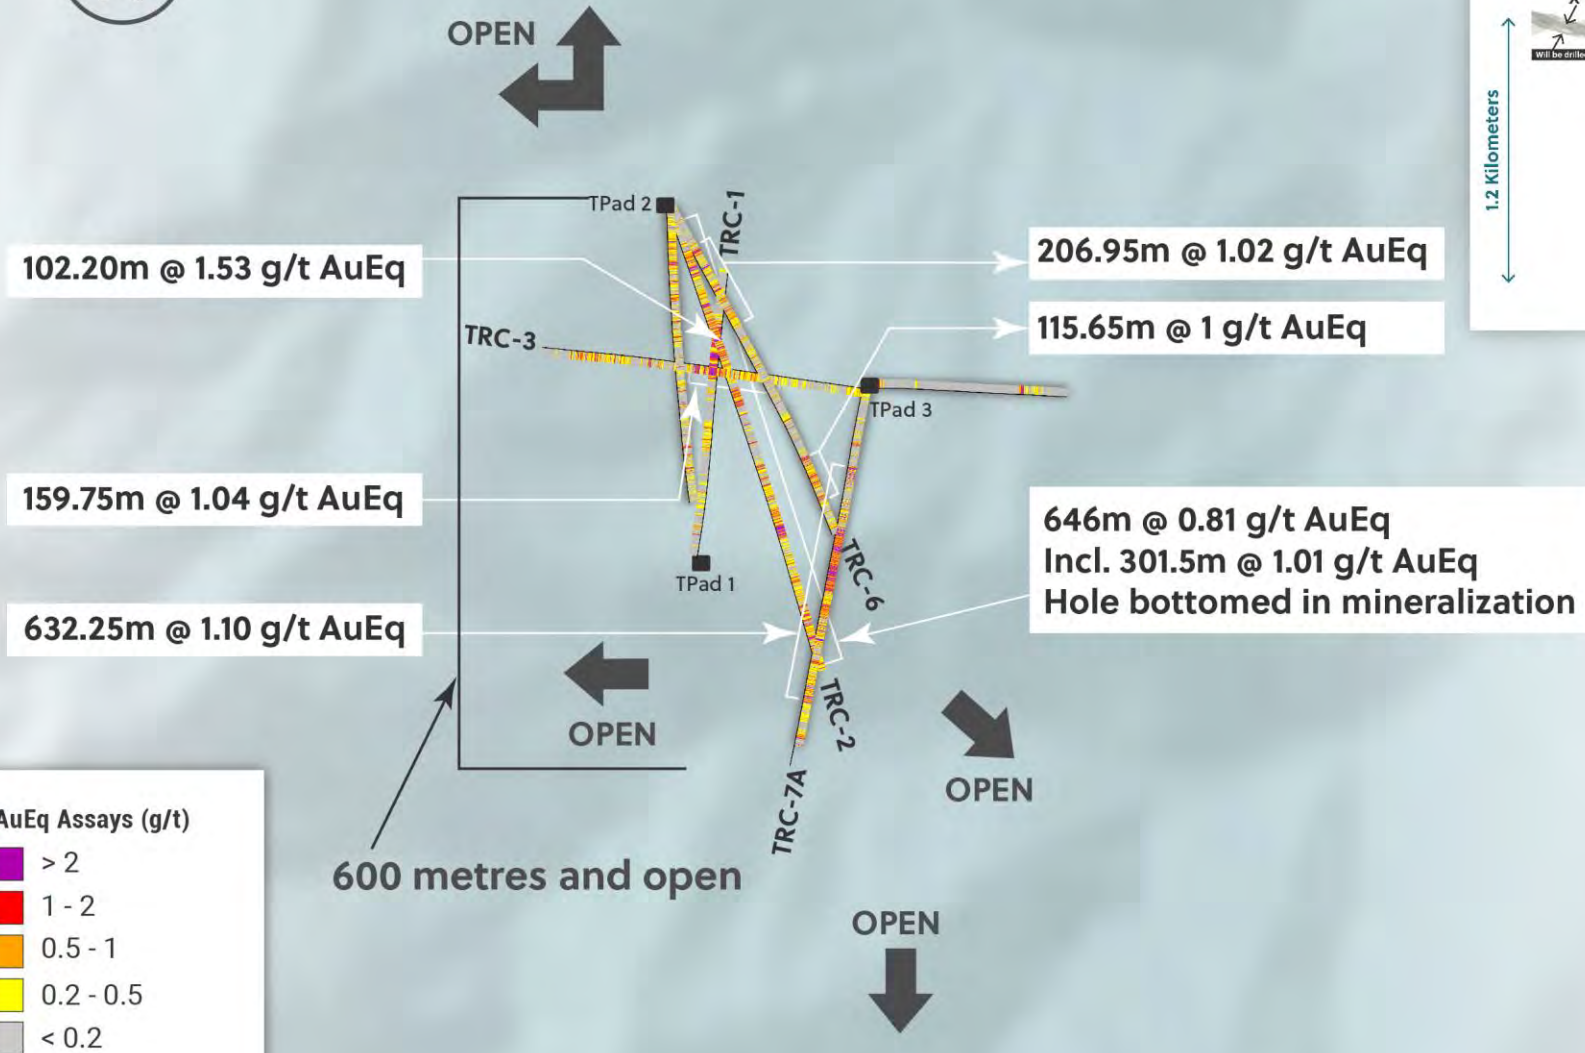 OPEN
1.2 Kilometers
TPad 2
TRC-1
102.20m @ 1.53 g/t AuEq
206.95m @ 1.02 g/t AuEq
TRC-3
115.65m @ 1 g/t AuEq
TPad 3
159.75m @ 1.04 g/t AuEq
646m @ 0.81 g/t AuEq
Incl. 301.5m @ 1.01 g/t AuEq
Hole bottomed in mineralization
TPad 1
TRC-6
632.25m @ 1.10 g/t AuEq
OPEN
TRC-2
OPEN
TRC-7A
600 metres and open
AuEq Assays (g/t)
> 2
1 - 2
0.5 - 1
0.2 - 0.5
< 0.2
OPEN